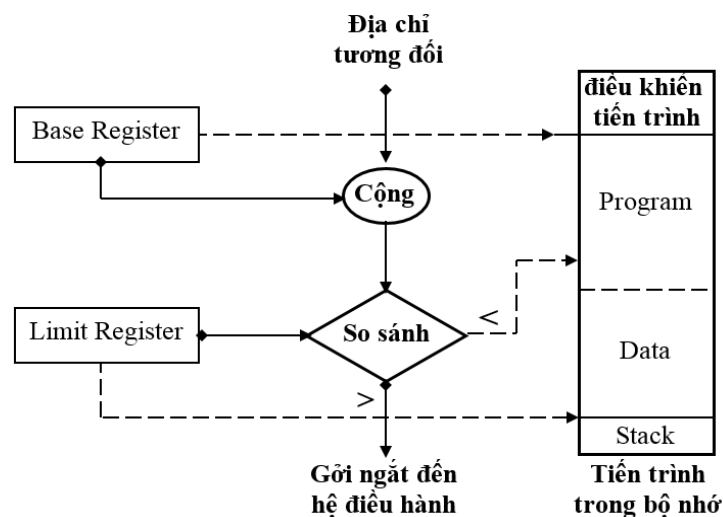 Địa chỉ
tương đối
điều khiển
tiến trình
Base Register
Cộng
Program
Limit Register
So sánh
<
Data
>
Stack
Gởi ngắt đến
hệ điều hành
Tiến trình
trong bộ nhớ